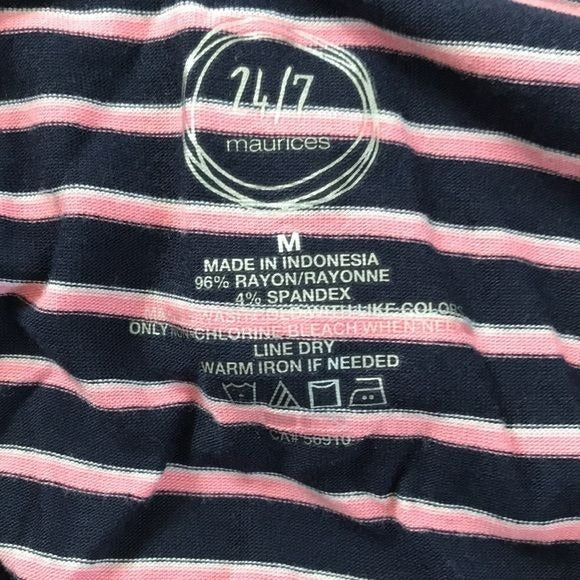 24/7
maurices
M
MADE IN INDONESIA
96% RAYON/RAYONNE
4% SPANDEX
WITH LIKE COLORS
ONLY CHLORINE BLEACH WHEN
LINE DRY
WARM IRON IF NEEDED
CA# 56910